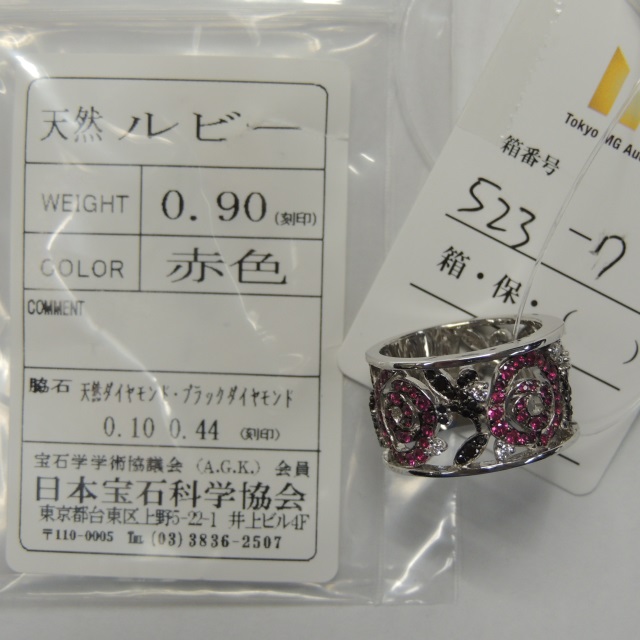 天然 ルビー
WEIGHT 0.90(刻印)
COLOR 赤色
COMMENT
脇石 天然ダイヤモンド・ブラックダイヤモンド
0.10 0.44 (刻印)
宝石学学術協議会 (A.G.K.) 会員
日本宝石科学協会
東京都台東区上野5-22-1 井上ビル4F
〒110-0005 TEL (03) 3836-2507
Tokyo MG Auc
箱番号
523-7
箱・保・( )